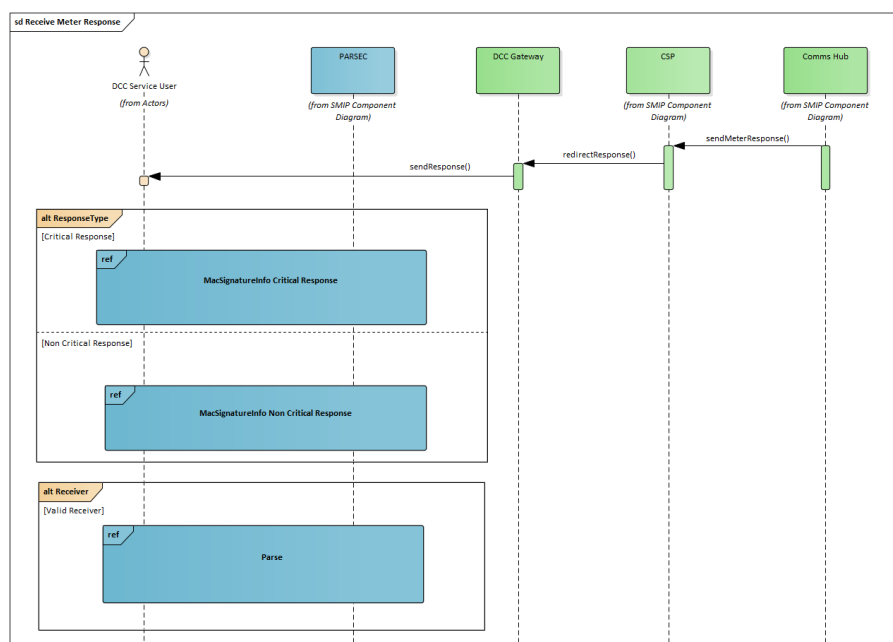 sd Receive Meter Response
PARSEC
DCC Gateway
CSP
Comms Hub
DCC Service User
(from Actors)
(from SMIP Component
Diagram)
(from SMIP Component
Diagram)
(from SMIP Component
Diagram)
sendMeterResponse()
redirectResponse()
sendResponse()
alt ResponseType
[Critical Response]
ref
MacSignatureInfo Critical Response
[Non Critical Response]
ref
MacSignatureInfo Non Critical Response
alt Receiver
[Valid Receiver]
ref
Parse